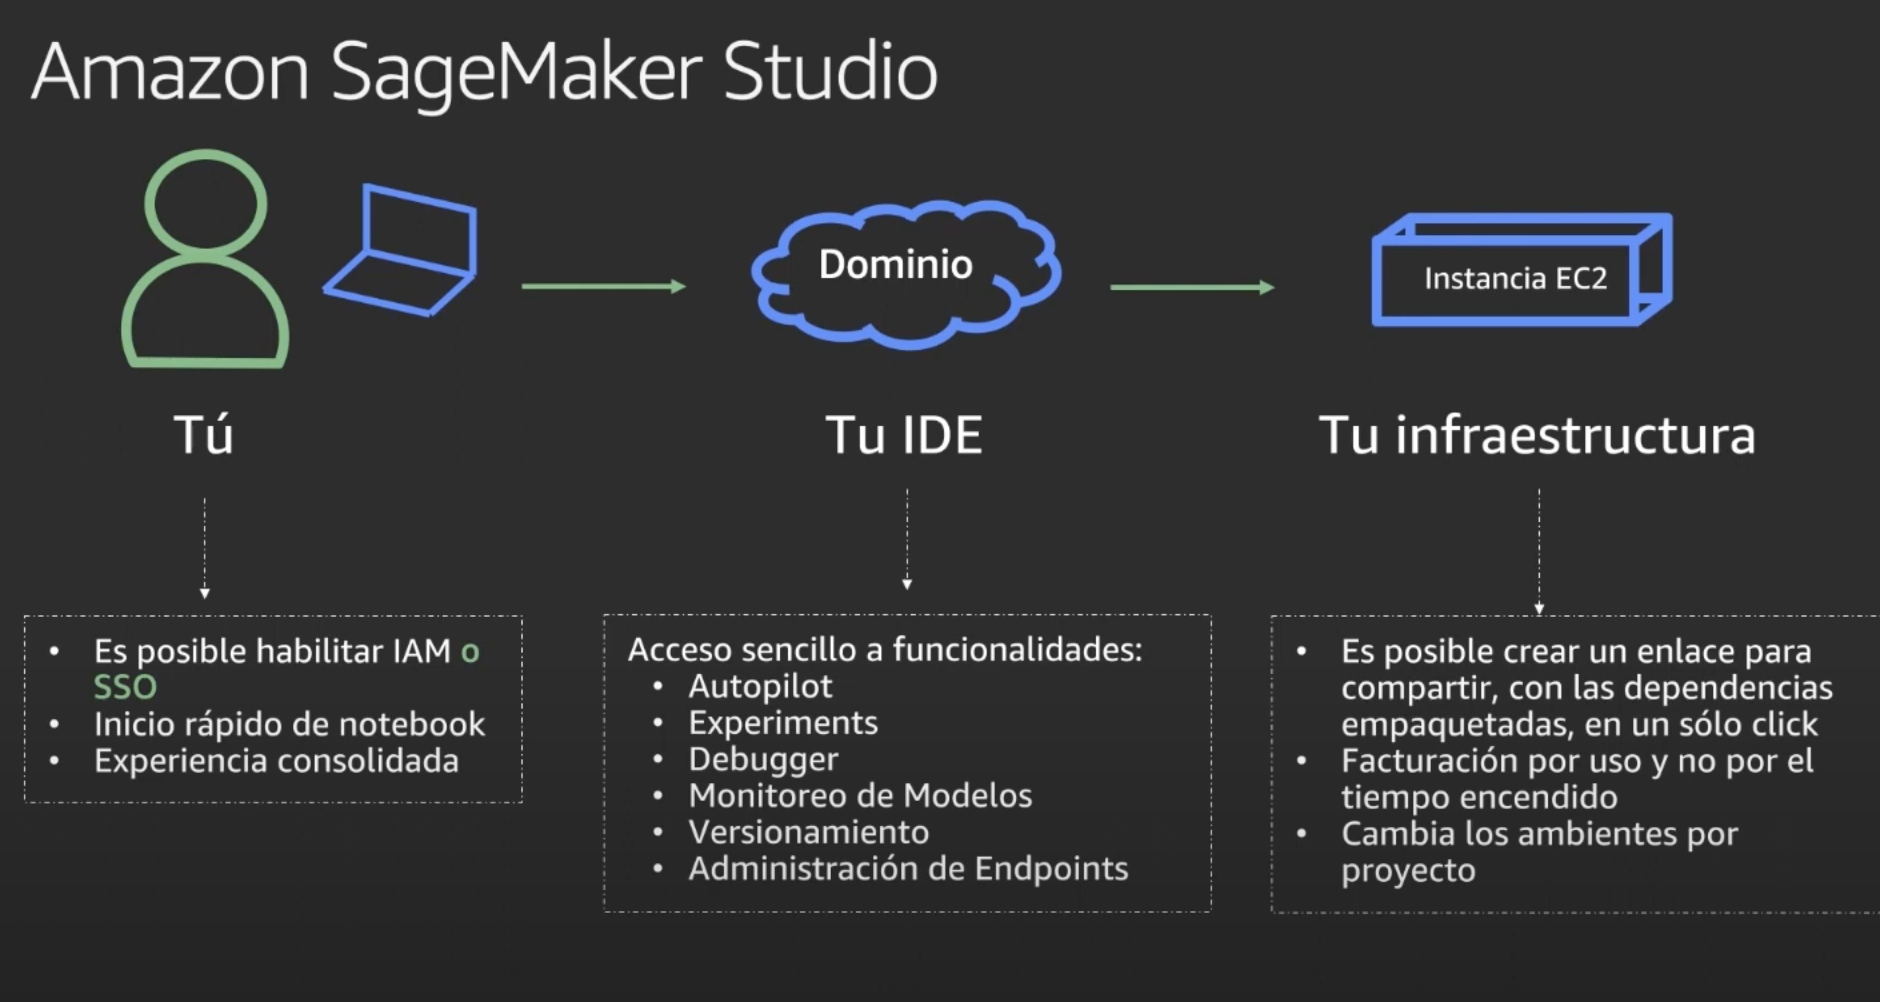 Amazon SageMaker Studio
Dominio
Instancia EC2
Tú
Tu IDE
Tu infraestructura
• Es posible habilitar IAM o
SSO
• Inicio rápido de notebook
• Experiencia consolidada
Acceso sencillo a funcionalidades:
• Autopilot
• Experiments
• Debugger
• Monitoreo de Modelos
• Versionamiento
• Administración de Endpoints
• Es posible crear un enlace para
compartir, con las dependencias
empaquetadas, en un sólo click
• Facturación por uso y no por el
tiempo encendido
• Cambia los ambientes por
proyecto